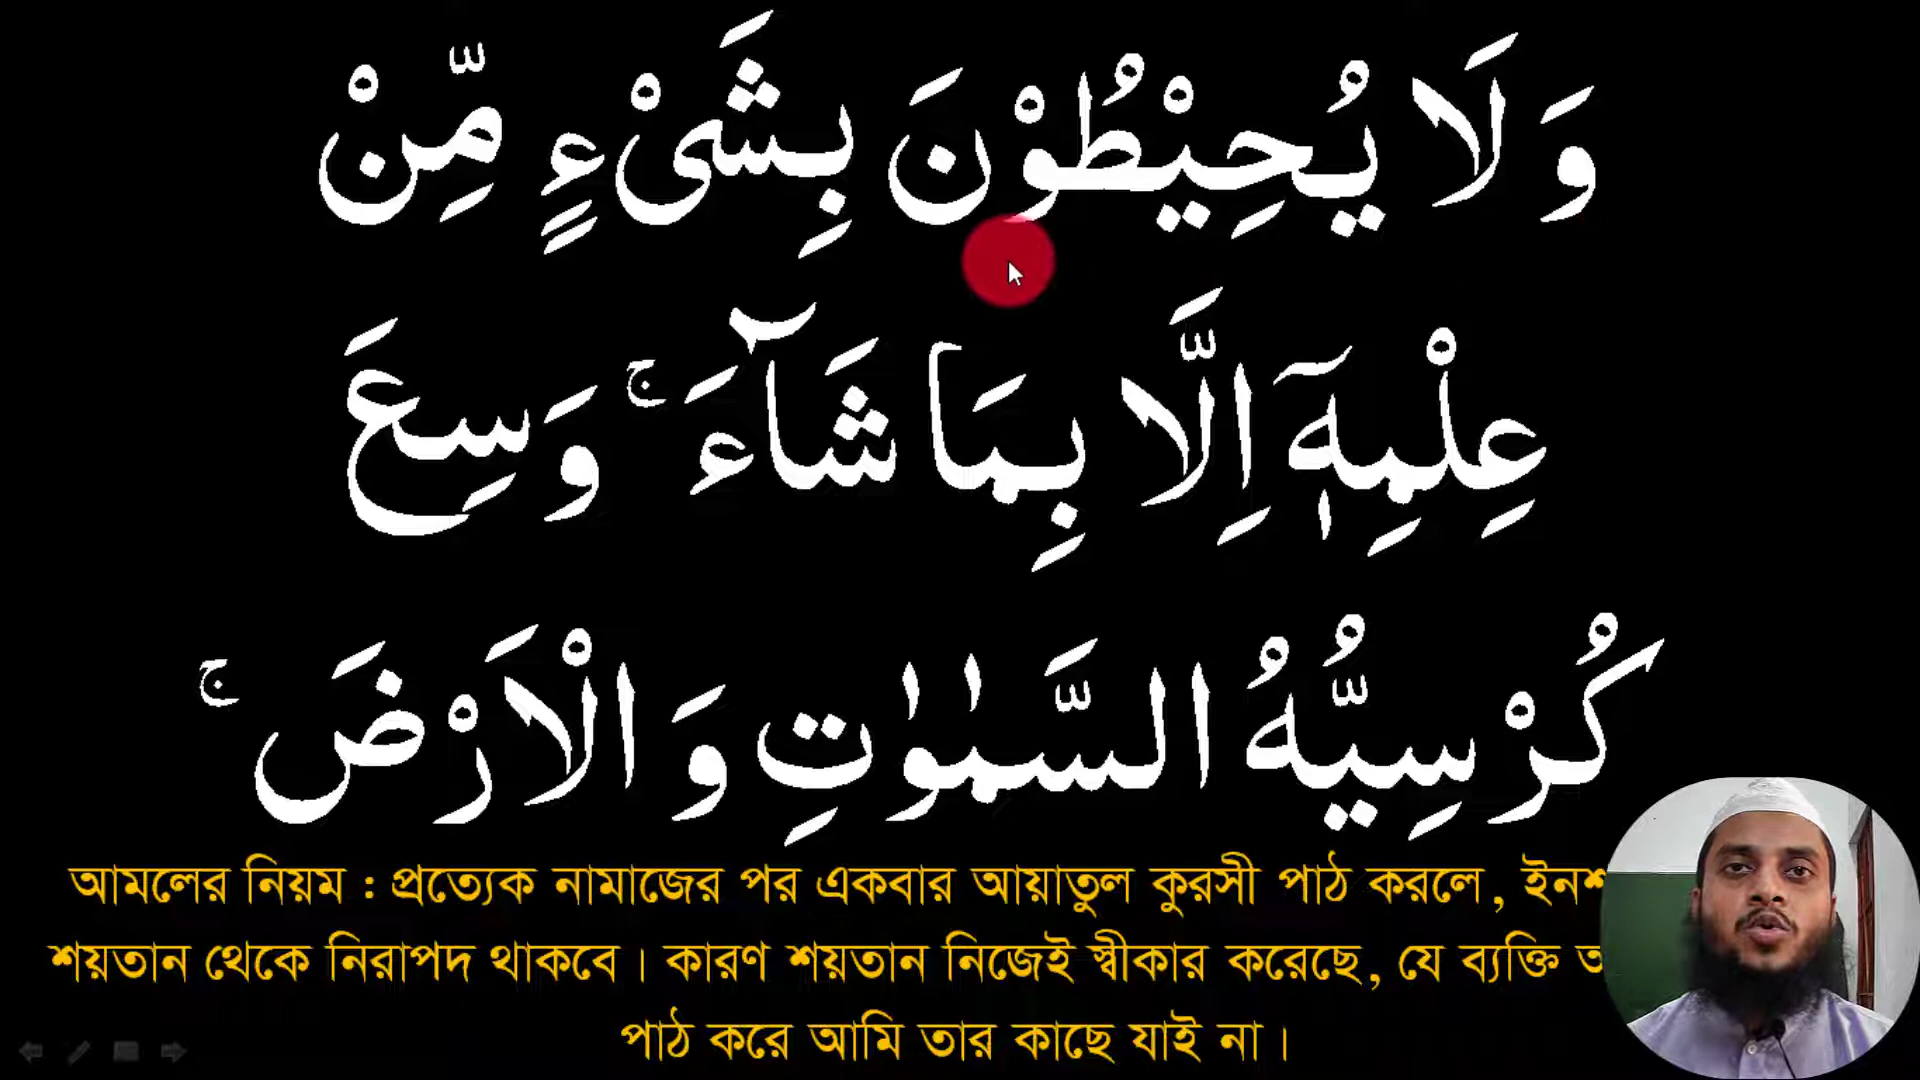 وَ لَا يُحِيْطُوْنَ بِشَىْءٍ مِّنْ
عِلْمِهٖٓ اِلَّا بِمَا شَآءَ ۚ وَسِعَ
كُرْسِيُّهُ السَّمٰوٰتِ وَ الْاَرْضَ ۚ
আমলের নিয়ম : প্রত্যেক নামাজের পর একবার আয়াতুল কুরসী পাঠ করলে,
শয়তান থেকে নিরাপদ থাকবে। কারণ শয়তান নিজেই স্বীকার করেছে, যে ব্যক্তি
পাঠ করে আমি তার কাছে যাই না।